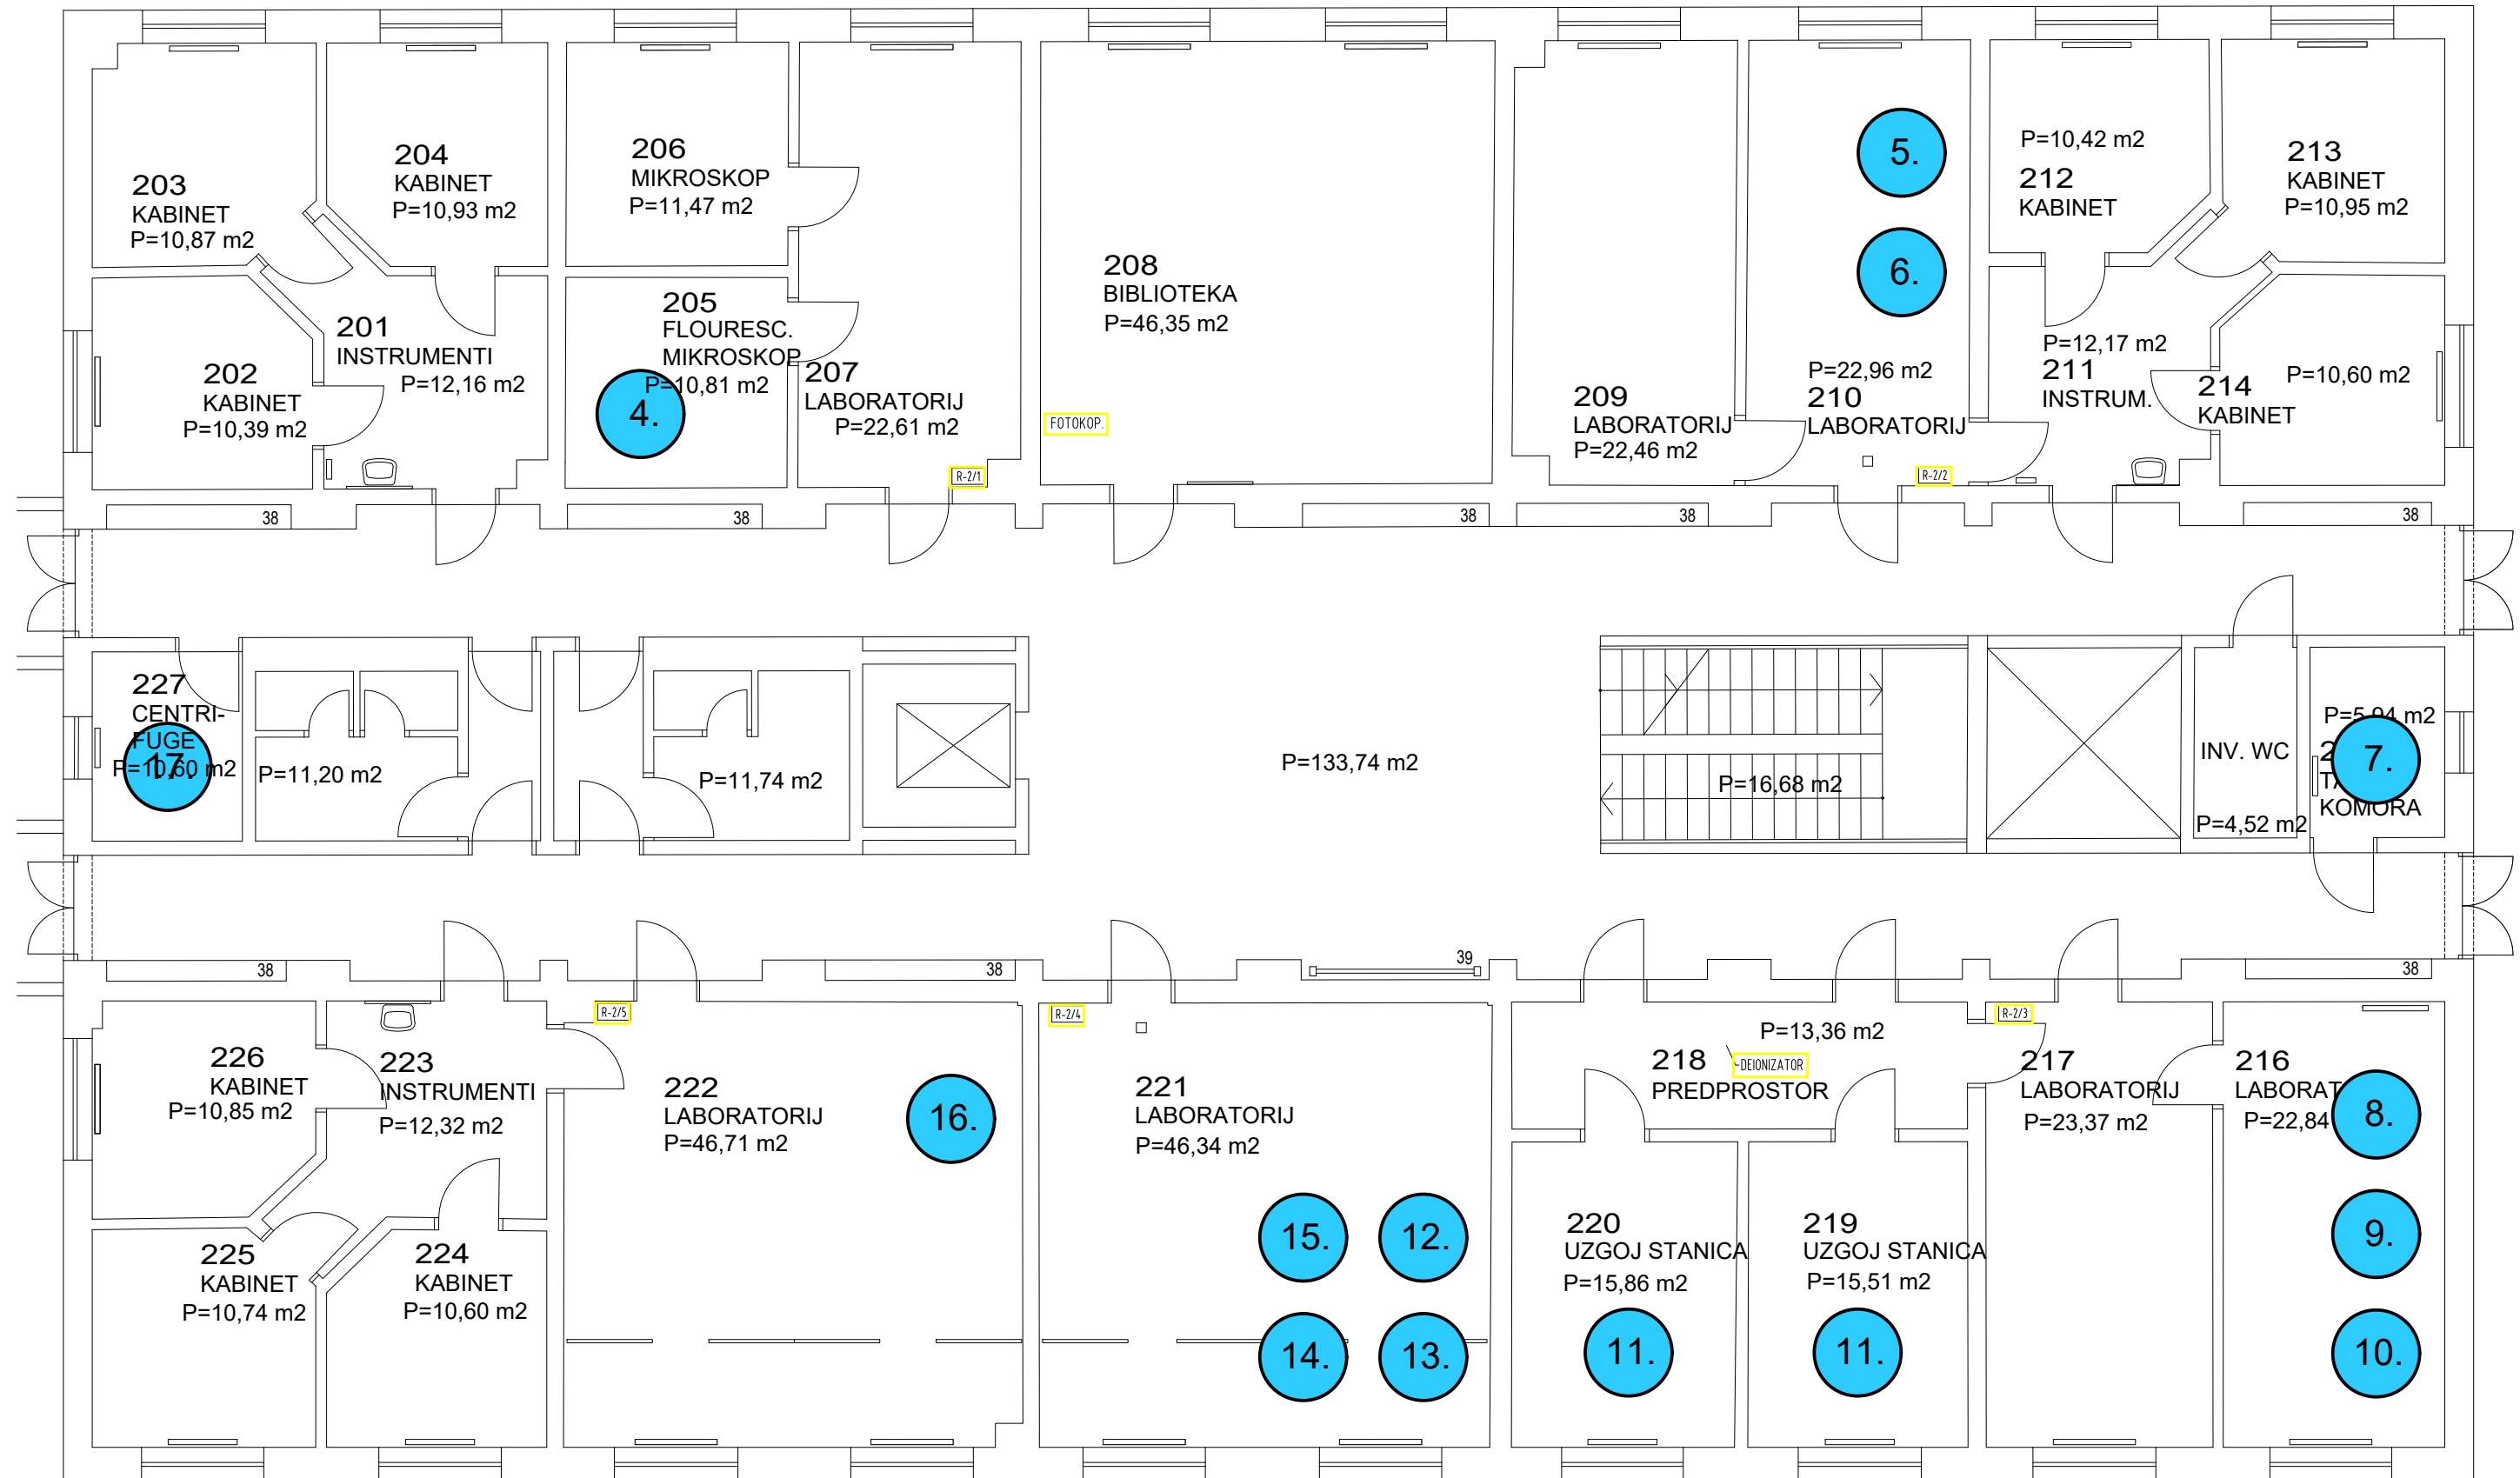 203
KABINET
P=10,87 m2
204
KABINET
P=10,93 m2
206
MIKROSKOP
P=11,47 m2
208
BIBLIOTEKA
P=46,35 m2
5.
6.
P=10,42 m2
212
KABINET
213
KABINET
P=10,95 m2
202
KABINET
P=10,39 m2
201
INSTRUMENTI
P=12,16 m2
205
FLOURESC.
MIKROSKOP
P=10,81 m2
4.
207
LABORATORIJ
P=22,61 m2
R-2/1
FOTOKOP.
209
LABORATORIJ
P=22,46 m2
P=22,96 m2
210
LABORATORIJ
R-2/2
P=12,17 m2
211
INSTRUM.
214
KABINET
P=10,60 m2
38
38
38
38
38
227
CENTRI-
FUGE
P=10,60 m2
17.
P=11,20 m2
P=11,74 m2
P=133,74 m2
P=16,68 m2
INV. WC
P=4,52 m2
P=5,94 m2
7.
KOMORA
38
38
39
38
226
KABINET
P=10,85 m2
223
INSTRUMENTI
P=12,32 m2
R-2/5
222
LABORATORIJ
P=46,71 m2
16.
R-2/4
221
LABORATORIJ
P=46,34 m2
15.
12.
14.
13.
P=13,36 m2
218
PREDPROSTOR
DEIONIZATOR
R-2/3
217
LABORATORIJ
P=23,37 m2
216
LABORAT
P=22,84
8.
9.
10.
225
KABINET
P=10,74 m2
224
KABINET
P=10,60 m2
220
UZGOJ STANICA
P=15,86 m2
11.
219
UZGOJ STANICA
P=15,51 m2
11.